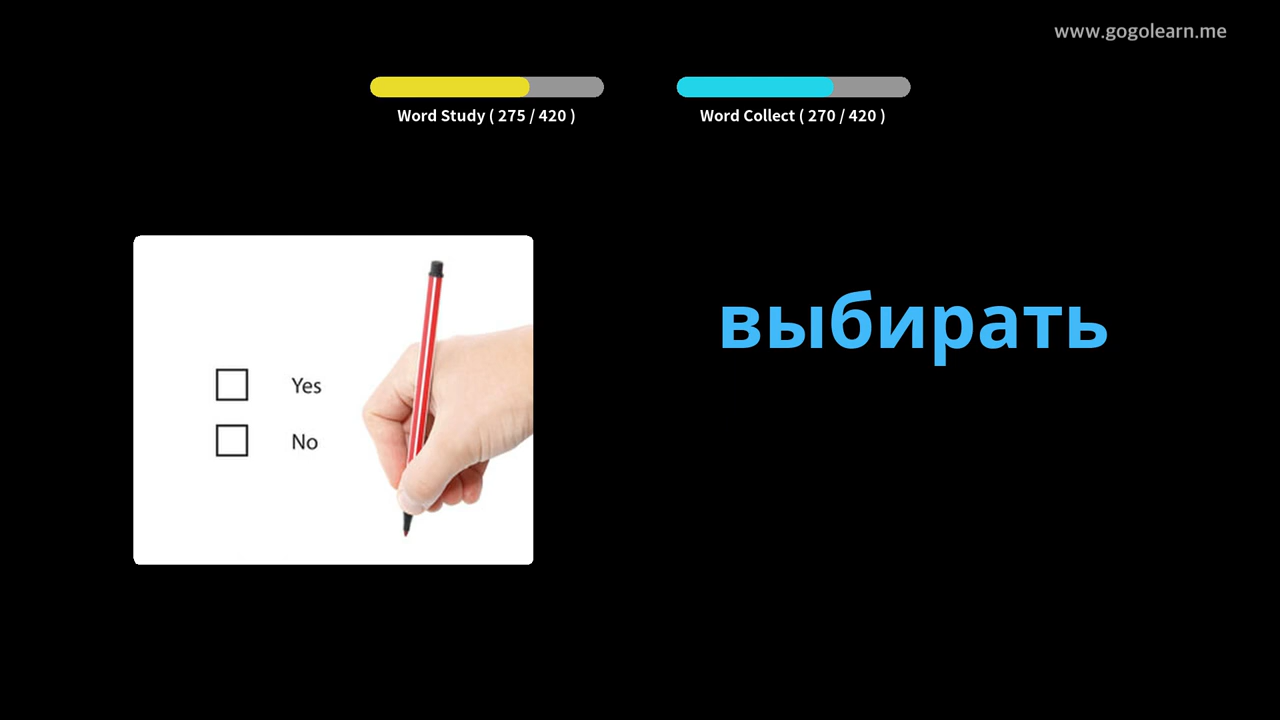 www.gogolearn.me
Word Study ( 275 / 420 )
Word Collect ( 270 / 420 )
выбирать
Yes
No